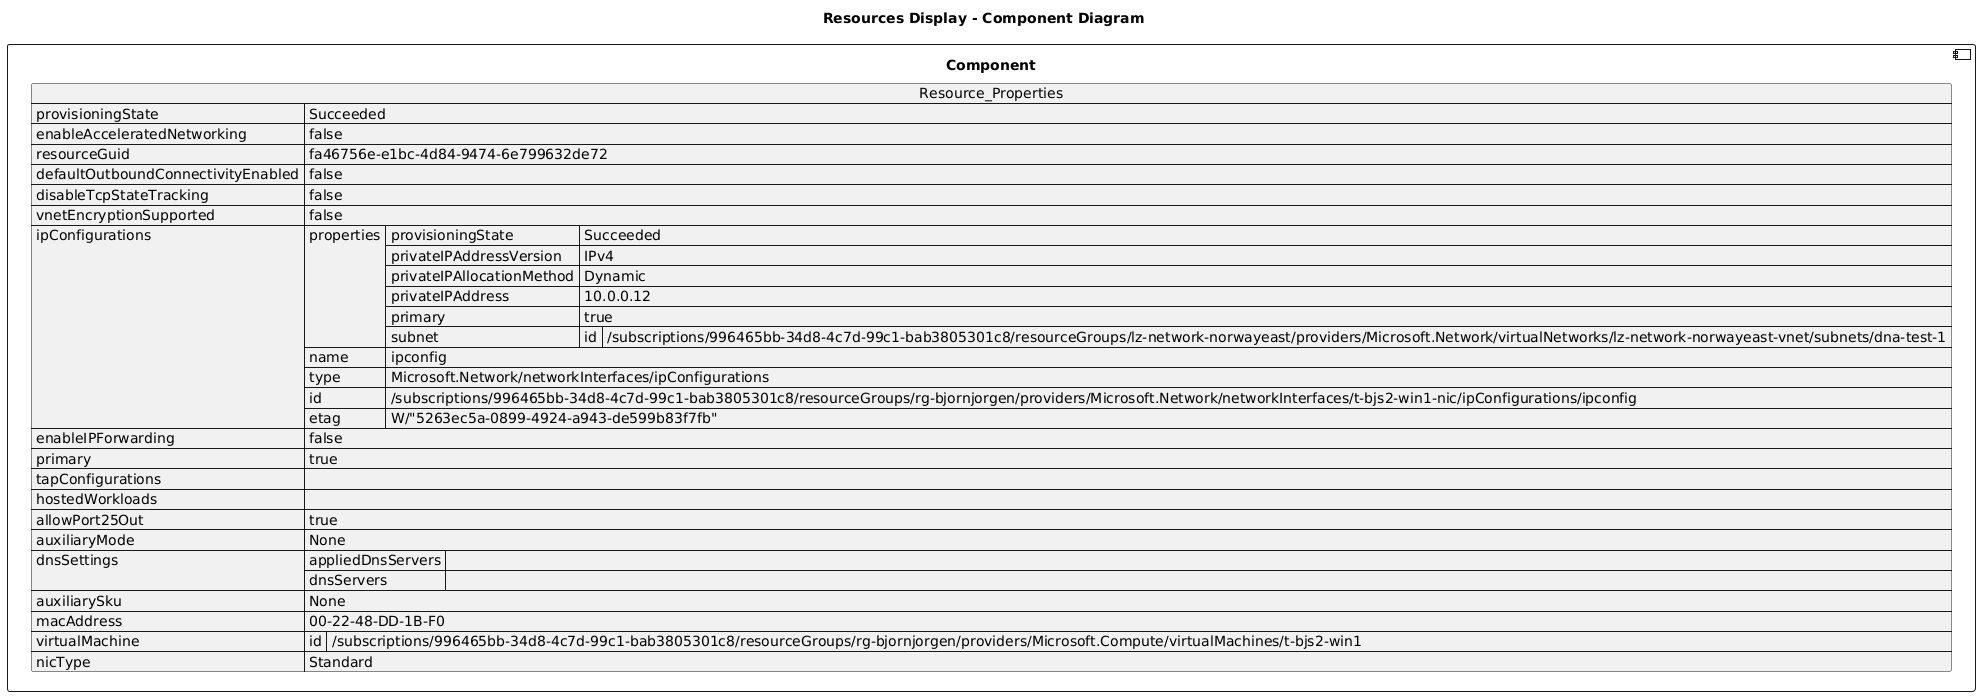 Resources Display - Component Diagram
Component
Resource_Properties
provisioningState Succeeded
enableAcceleratedNetworking false
resourceGuid fa46756e-e1bc-4d84-9474-6e799632de72
defaultOutboundConnectivityEnabled false
disableTcpStateTracking false
vnetEncryptionSupported false
ipConfigurations properties provisioningState Succeeded
privateIPAddressVersion IPv4
privateIPAllocationMethod Dynamic
privateIPAddress 10.0.0.12
primary true
subnet id /subscriptions/996465bb-34d8-4c7d-99c1-bab3805301c8/resourceGroups/lz-network-norwayeast/providers/Microsoft.Network/virtualNetworks/lz-network-norwayeast-vnet/subnets/dna-test-1
name ipconfig
type Microsoft.Network/networkInterfaces/ipConfigurations
id /subscriptions/996465bb-34d8-4c7d-99c1-bab3805301c8/resourceGroups/rg-bjornjorgen/providers/Microsoft.Network/networkInterfaces/t-bjs2-win1-nic/ipConfigurations/ipconfig
etag W/"5263ec5a-0899-4924-a943-de599b83f7fb"
enableIPForwarding false
primary true
tapConfigurations
hostedWorkloads
allowPort25Out true
auxiliaryMode None
dnsSettings appliedDnsServers
dnsServers
auxiliarySku None
macAddress 00-22-48-DD-1B-F0
virtualMachine id /subscriptions/996465bb-34d8-4c7d-99c1-bab3805301c8/resourceGroups/rg-bjornjorgen/providers/Microsoft.Compute/virtualMachines/t-bjs2-win1
nicType Standard